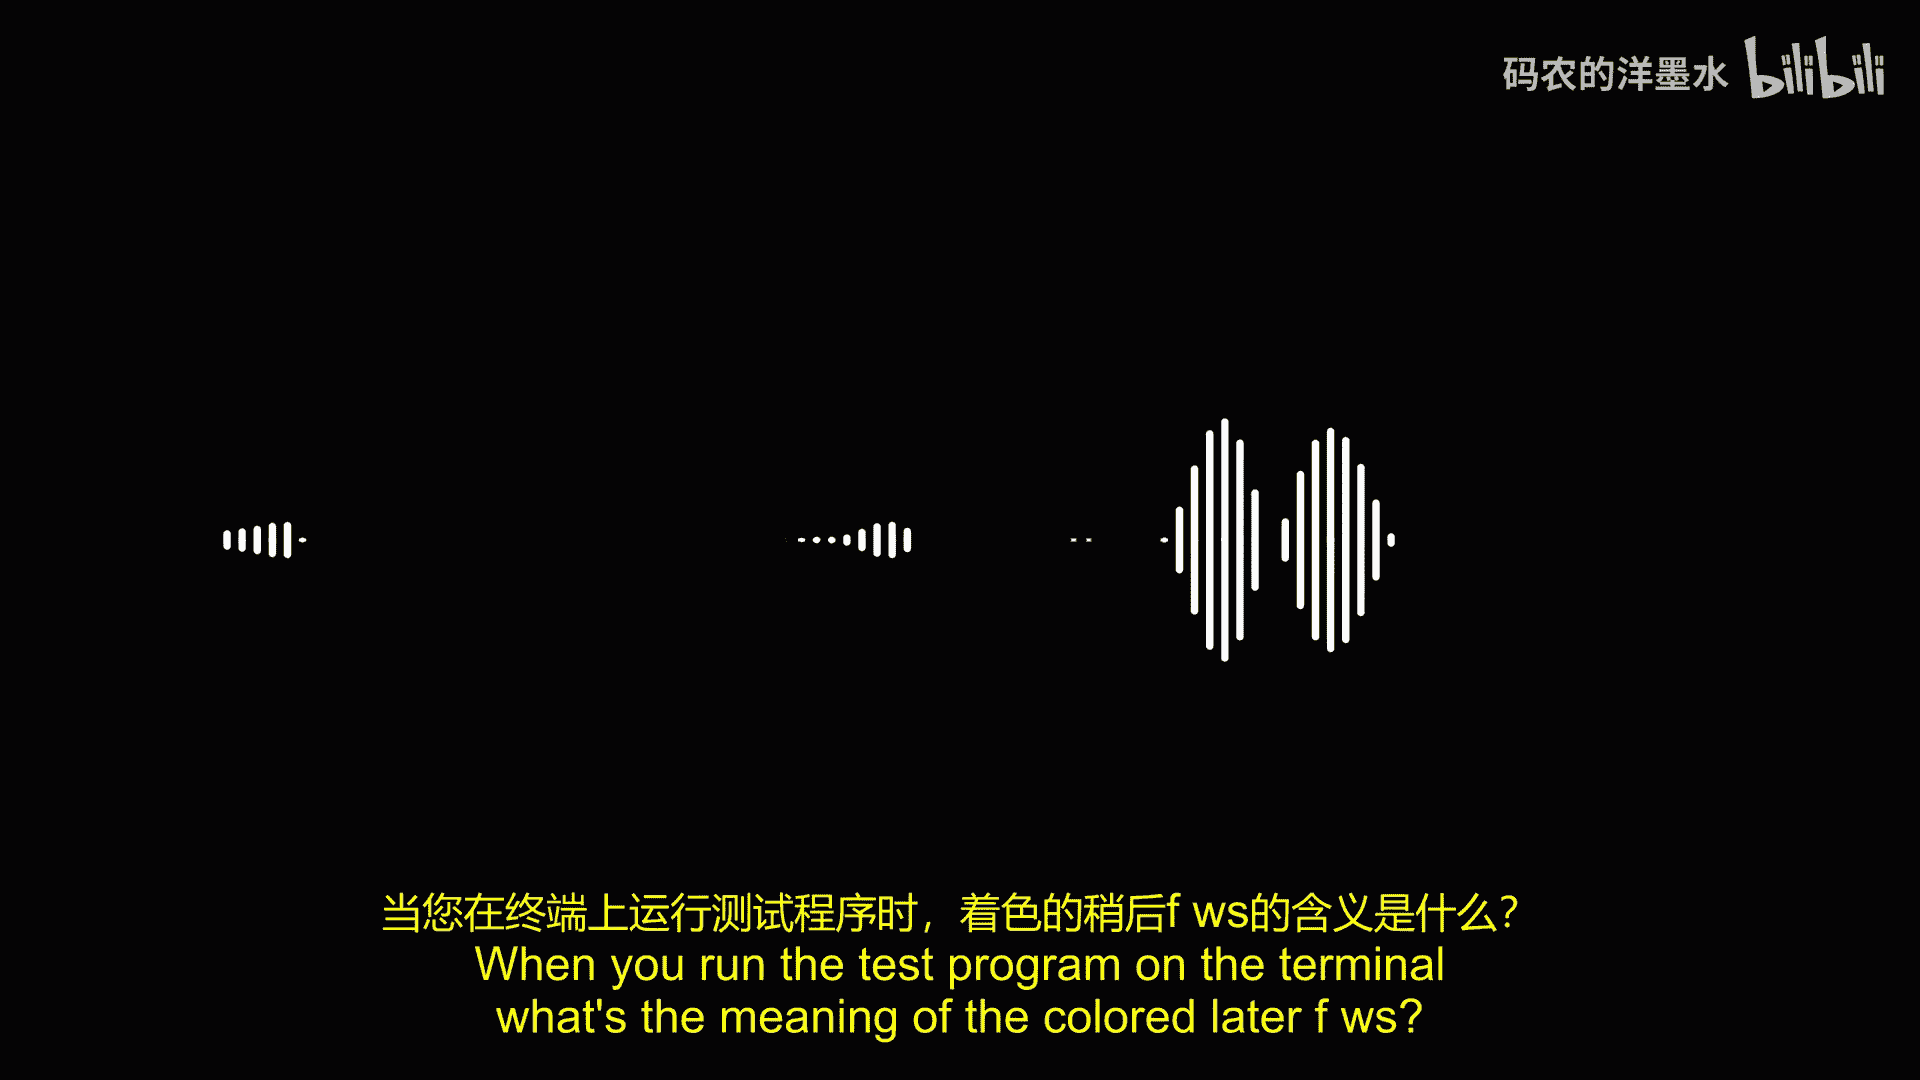 码农的洋墨水 bilibili
当您在终端上运行测试程序时，着色的稍后f ws的含义是什么？
When you run the test program on the terminal
what's the meaning of the colored later f ws?